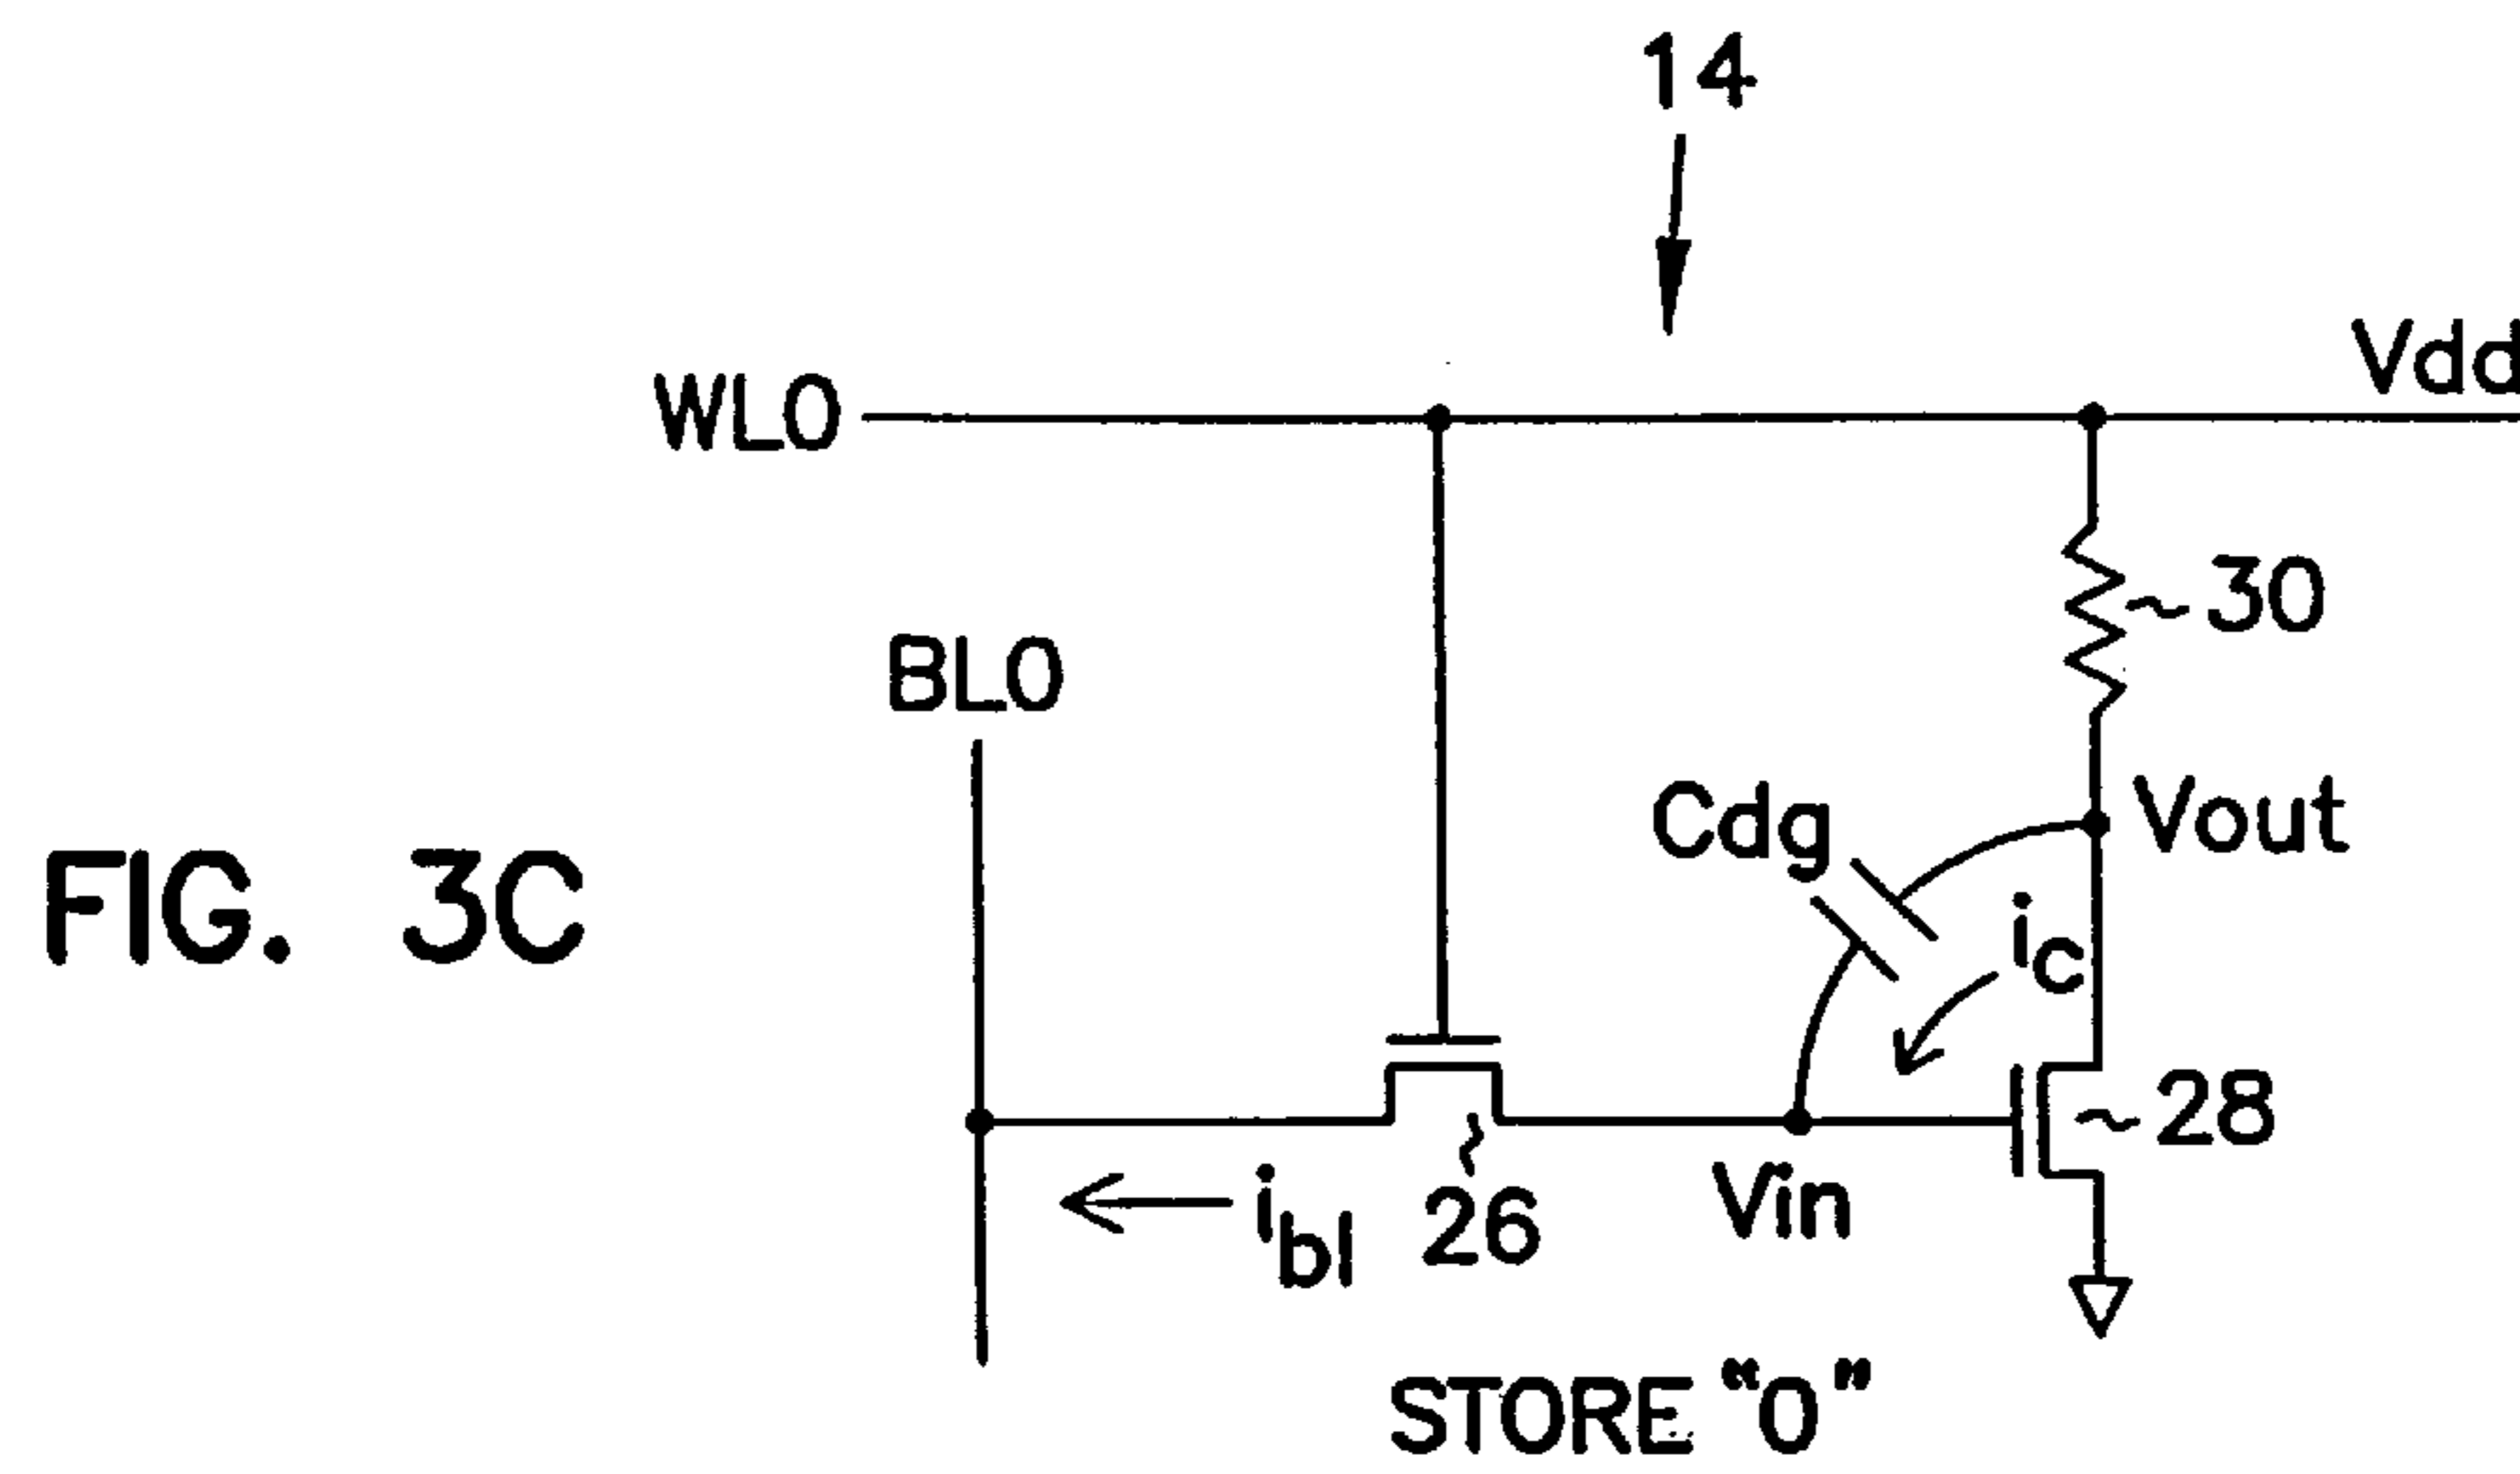 14
Vdd
WL0
30
BL0
Cdg
Vout
FIG. 3C
ic
28
ibl
26
Vin
STORE "0"